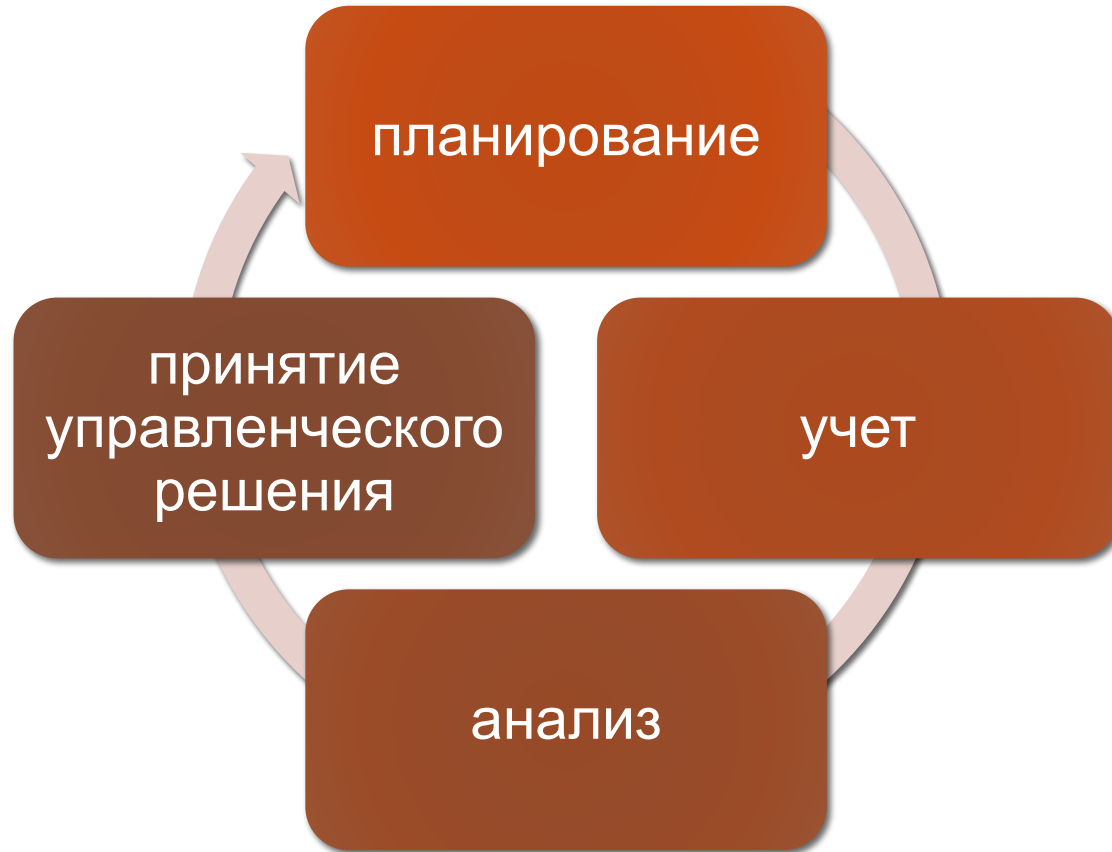 планирование
принятие
управленческого
решения
учет
анализ